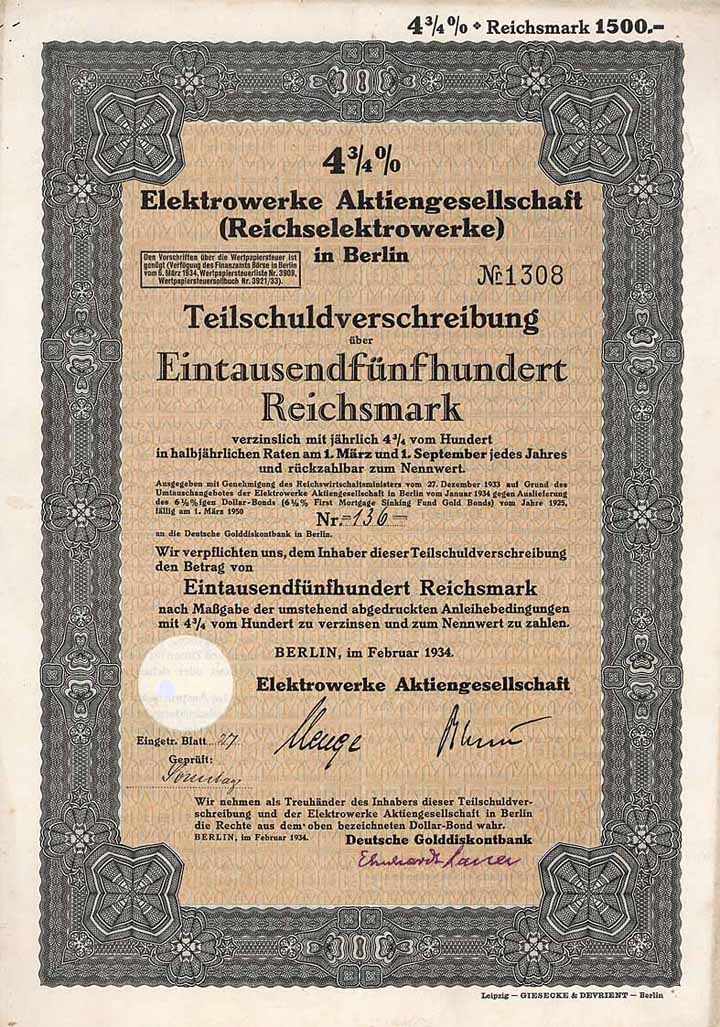 4¾% + Reichsmark 1500.–
4¾%
Elektrowerke Aktiengesellschaft
(Reichselektrowerke)
in Berlin
Den Vorschriften über die Wertpapiersteuer ist
genügt (Verfügung des Finanzamts Börse in Berlin
vom 6. März 1934, Wertpapiersteuerliste Nr. 3909,
Wertpapiersteuersollbuch Nr. 3921/33).
Nr. 1308
Teilschuldverschreibung
über
Eintausendfünfhundert
Reichsmark
verzinslich mit jährlich 4¾ vom Hundert
in halbjährlichen Raten am 1. März und 1. September jedes Jahres
und rückzahlbar zum Nennwert.
Ausgegeben mit Genehmigung des Reichswirtschaftsministers vom 27. Dezember 1933 auf Grund des
Umtauschangebotes der Elektrowerke Aktiengesellschaft in Berlin vom Januar 1934 gegen Auslieferung
des 6½%igen Dollar-Bonds (6½% First Mortgage Sinking Fund Gold Bonds) vom Jahre 1925,
fällig am 1. März 1950
Nr. =136=
an die Deutsche Golddiskontbank in Berlin.
Wir verpflichten uns, dem Inhaber dieser Teilschuldverschreibung
den Betrag von
Eintausendfünfhundert Reichsmark
nach Maßgabe der umstehend abgedruckten Anleihebedingungen
mit 4¾ vom Hundert zu verzinsen und zum Nennwert zu zahlen.
BERLIN, im Februar 1934.
Elektrowerke Aktiengesellschaft
Eingetr. Blatt 27
Menge
Geprüft:
Sonntag
Wir nehmen als Treuhänder des Inhabers dieser Teilschuldver-
schreibung und der Elektrowerke Aktiengesellschaft in Berlin
die Rechte aus dem oben bezeichneten Dollar-Bond wahr.
BERLIN, im Februar 1934.
Deutsche Golddiskontbank
Leipzig – GIESECKE & DEVRIENT – Berlin